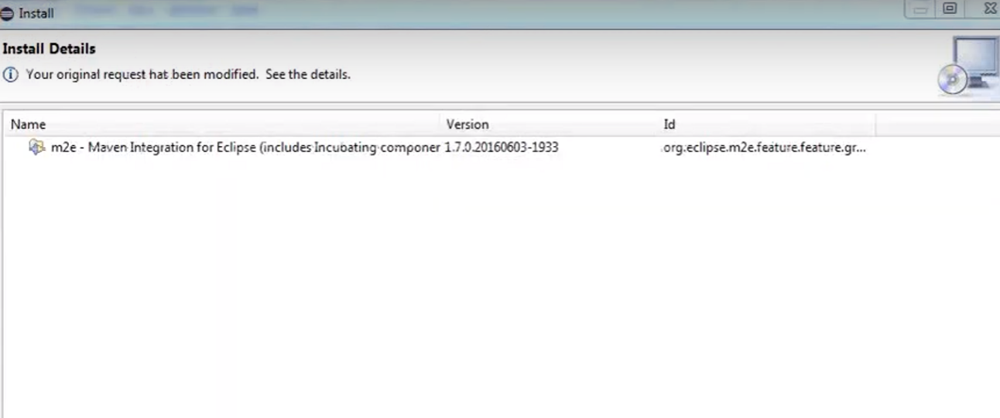 Install
Install Details
Your original request has been modified. See the details.
Name Version Id
m2e - Maven Integration for Eclipse (includes Incubating componer 1.7.0.20160603-1933 org.eclipse.m2e.feature.feature.gr...